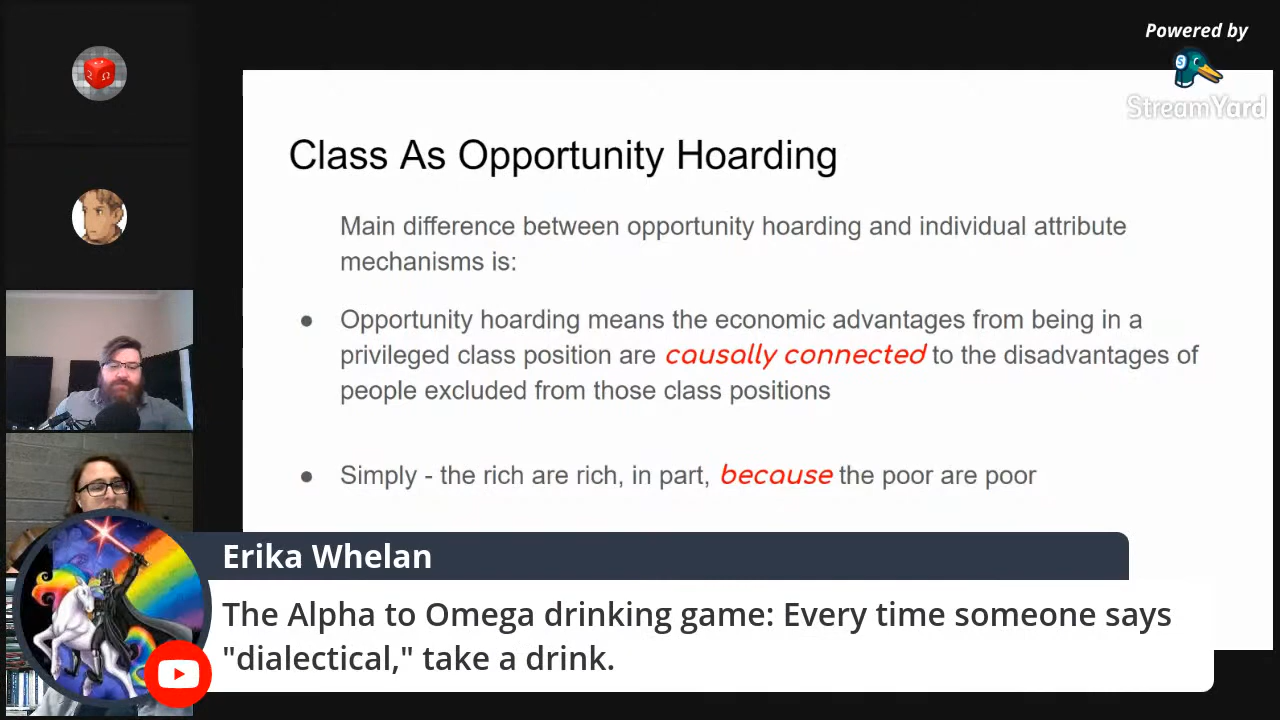 Powered by
StreamYard
Class As Opportunity Hoarding
Main difference between opportunity hoarding and individual attribute
mechanisms is:
● Opportunity hoarding means the economic advantages from being in a
privileged class position are causally connected to the disadvantages of
people excluded from those class positions
● Simply - the rich are rich, in part, because the poor are poor
Erika Whelan
The Alpha to Omega drinking game: Every time someone says
"dialectical," take a drink.